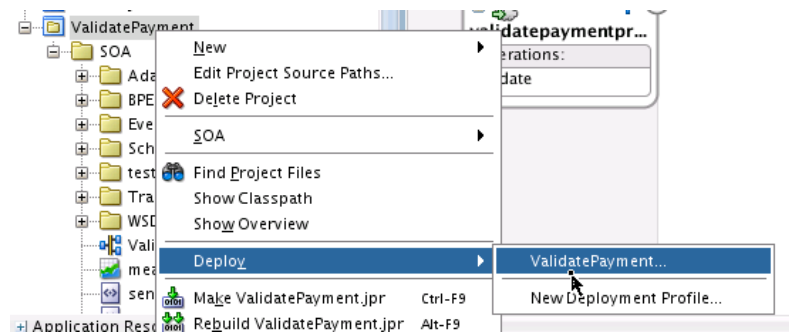 ValidatePayment
validatepaymentpr...
SOA
New
erations:
Ada
Edit Project Source Paths...
date
BPE
Delete Project
Eve
SOA
Sch
test
Find Project Files
Tra
Show Classpath
WSD
Show Overview
Vali
Deploy
ValidatePayment...
mea
sen
Make ValidatePayment.jpr Ctrl-F9
New Deployment Profile...
Application Reso
Rebuild ValidatePayment.jpr Alt-F9